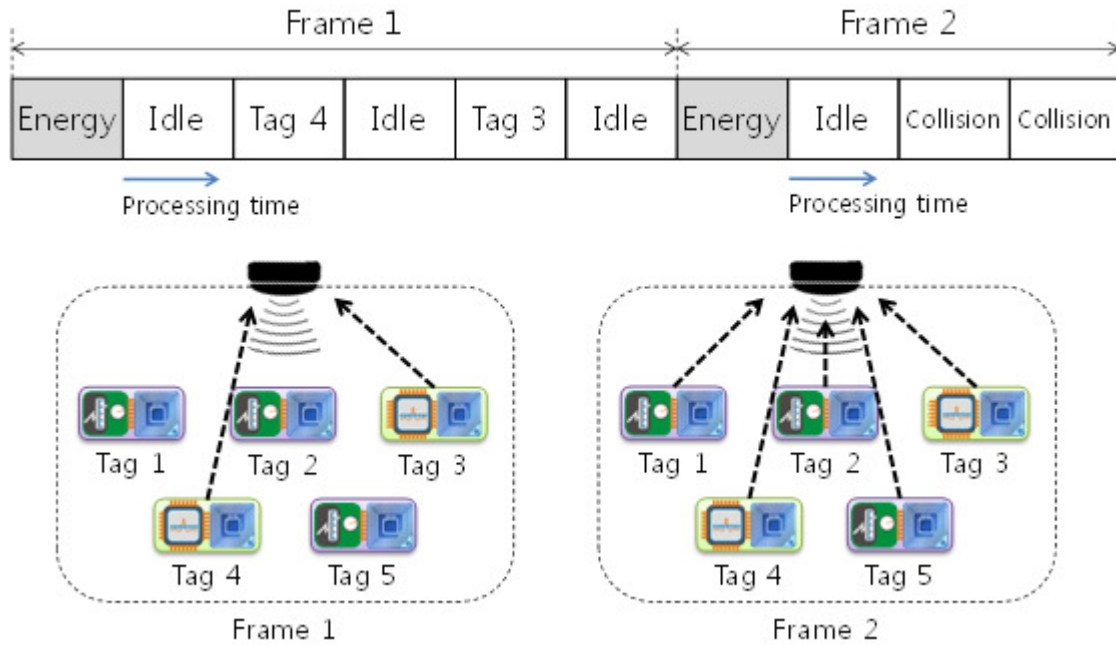 Frame 1 Frame 2
Energy Idle Tag 4 Idle Tag 3 Idle Energy Idle Collision Collision
Processing time Processing time
Tag 1 Tag 2 Tag 3 Tag 1 Tag 2 Tag 3
Tag 4 Tag 5 Tag 4 Tag 5
Frame 1 Frame 2